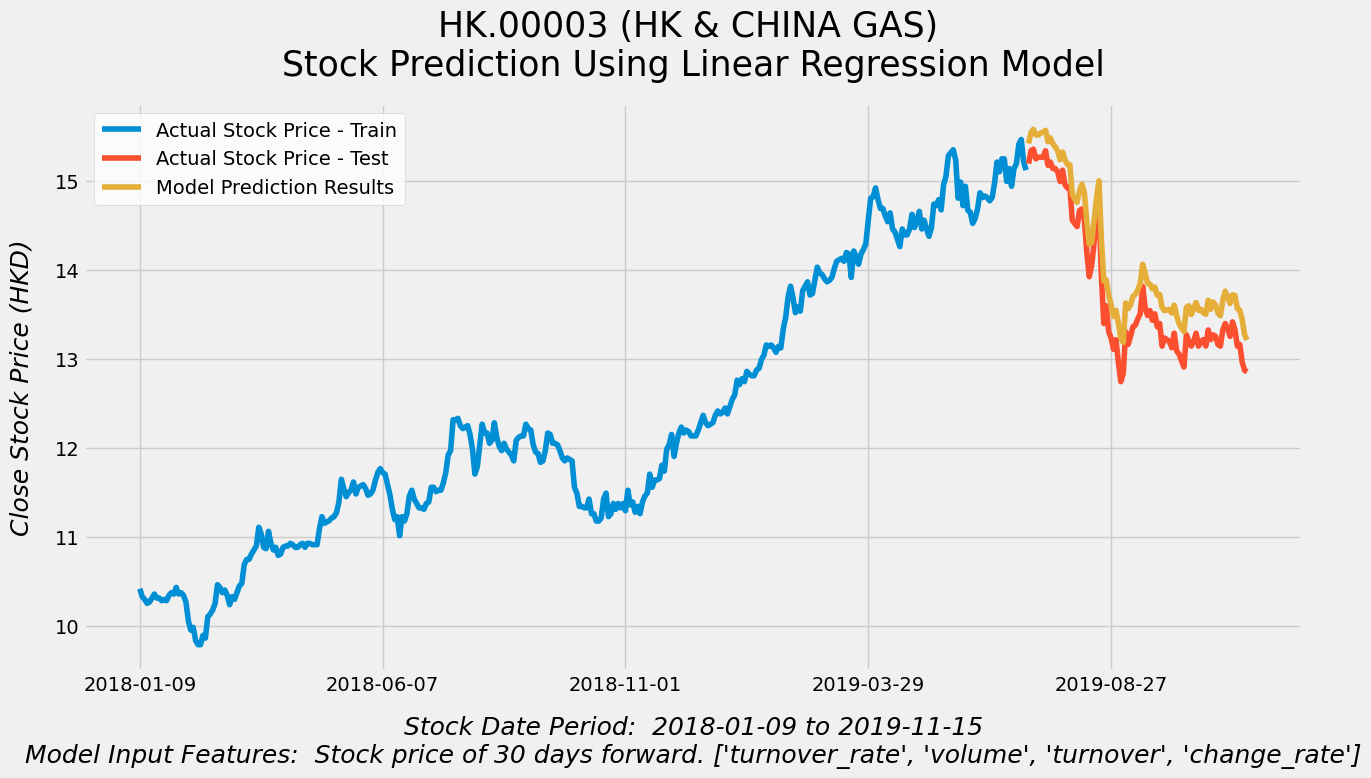 HK.00003 (HK & CHINA GAS)
Stock Prediction Using Linear Regression Model
Actual Stock Price - Train
Actual Stock Price - Test
Model Prediction Results
Close Stock Price (HKD)
15
14
13
12
11
10
2018-01-09
2018-06-07
2018-11-01
2019-03-29
2019-08-27
Stock Date Period:  2018-01-09 to 2019-11-15
Model Input Features:  Stock price of 30 days forward. ['turnover_rate', 'volume', 'turnover', 'change_rate']